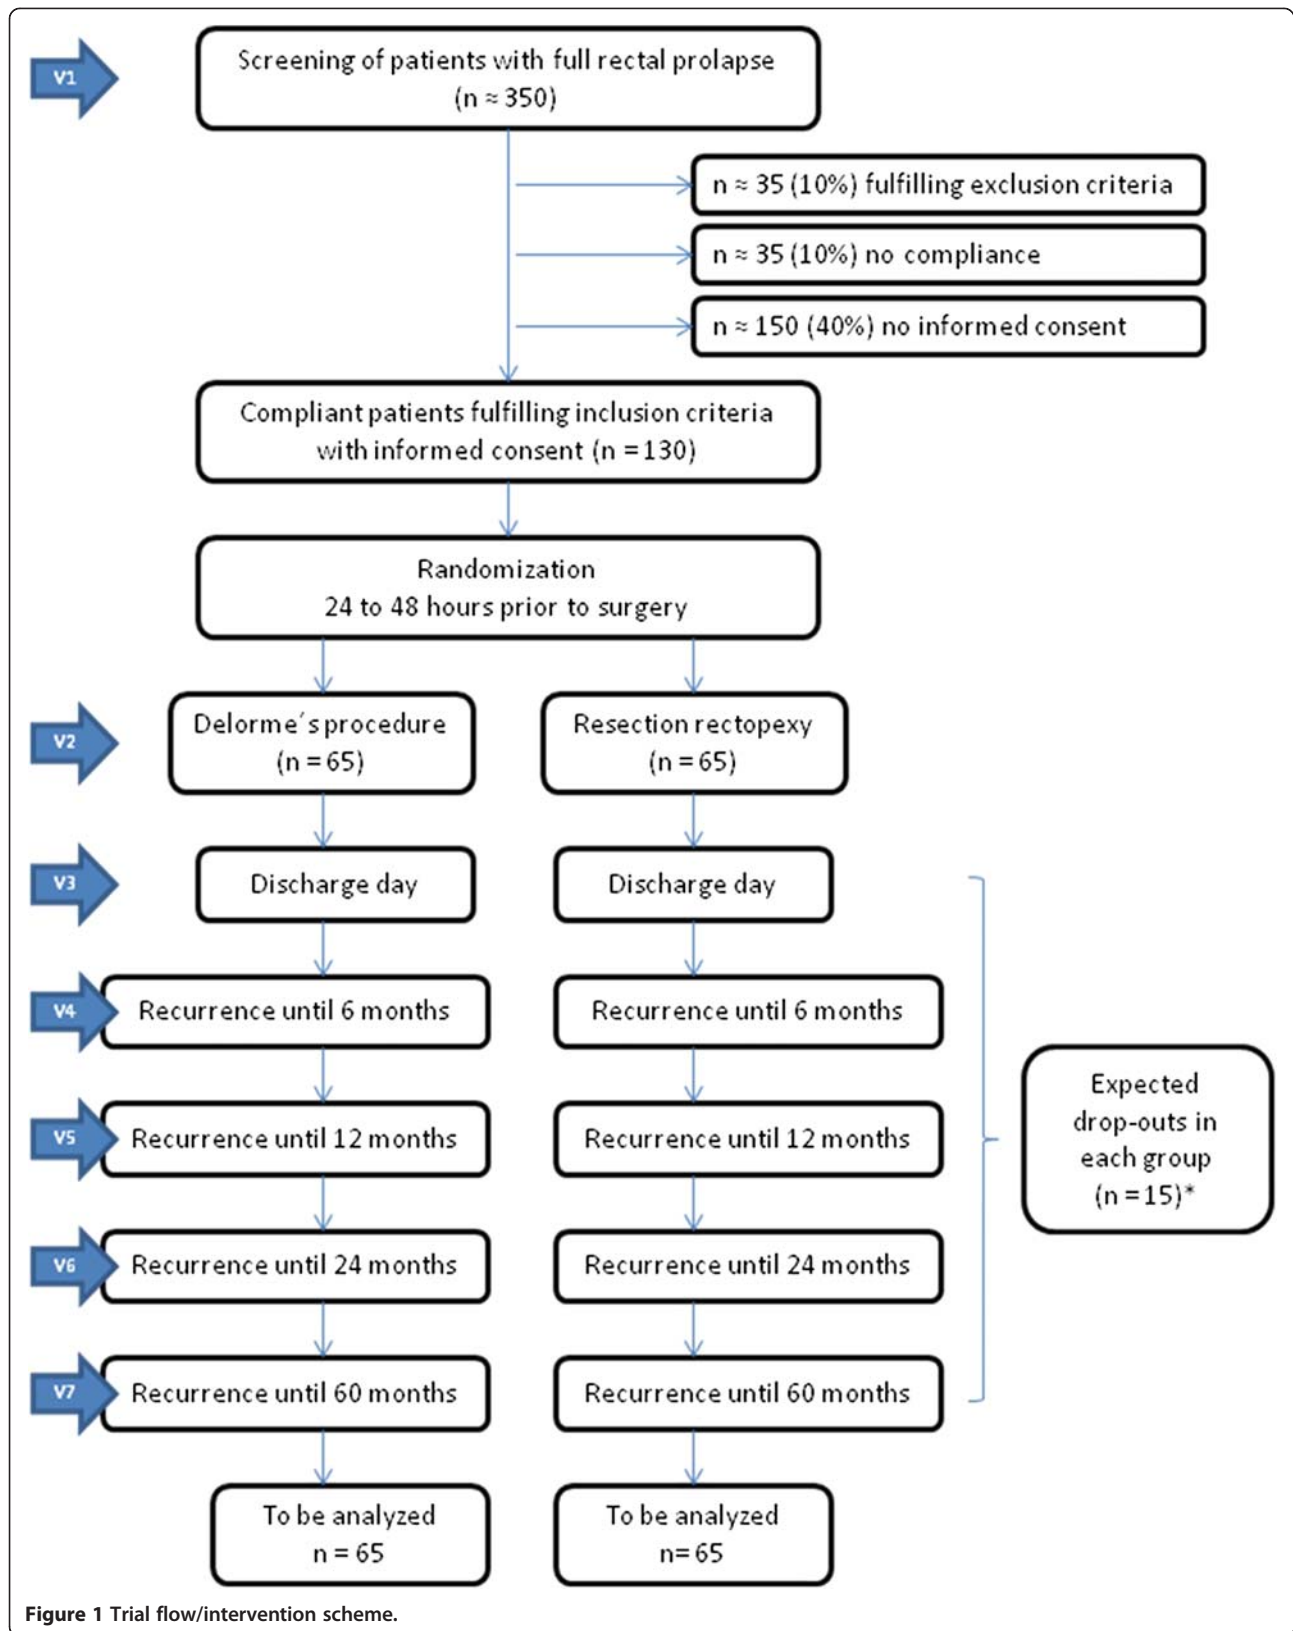 V1
Screening of patients with full rectal prolapse
(n ≈ 350)
n ≈ 35 (10%) fulfilling exclusion criteria
n ≈ 35 (10%) no compliance
n ≈ 150 (40%) no informed consent
Compliant patients fulfilling inclusion criteria
with informed consent (n = 130)
Randomization
24 to 48 hours prior to surgery
V2
Delorme´s procedure
(n = 65)
Resection rectopexy
(n = 65)
V3
Discharge day
Discharge day
V4
Recurrence until 6 months
Recurrence until 6 months
V5
Recurrence until 12 months
Recurrence until 12 months
Expected
drop-outs in
each group
(n = 15)*
V6
Recurrence until 24 months
Recurrence until 24 months
V7
Recurrence until 60 months
Recurrence until 60 months
To be analyzed
n = 65
To be analyzed
n= 65
Figure 1 Trial flow/intervention scheme.